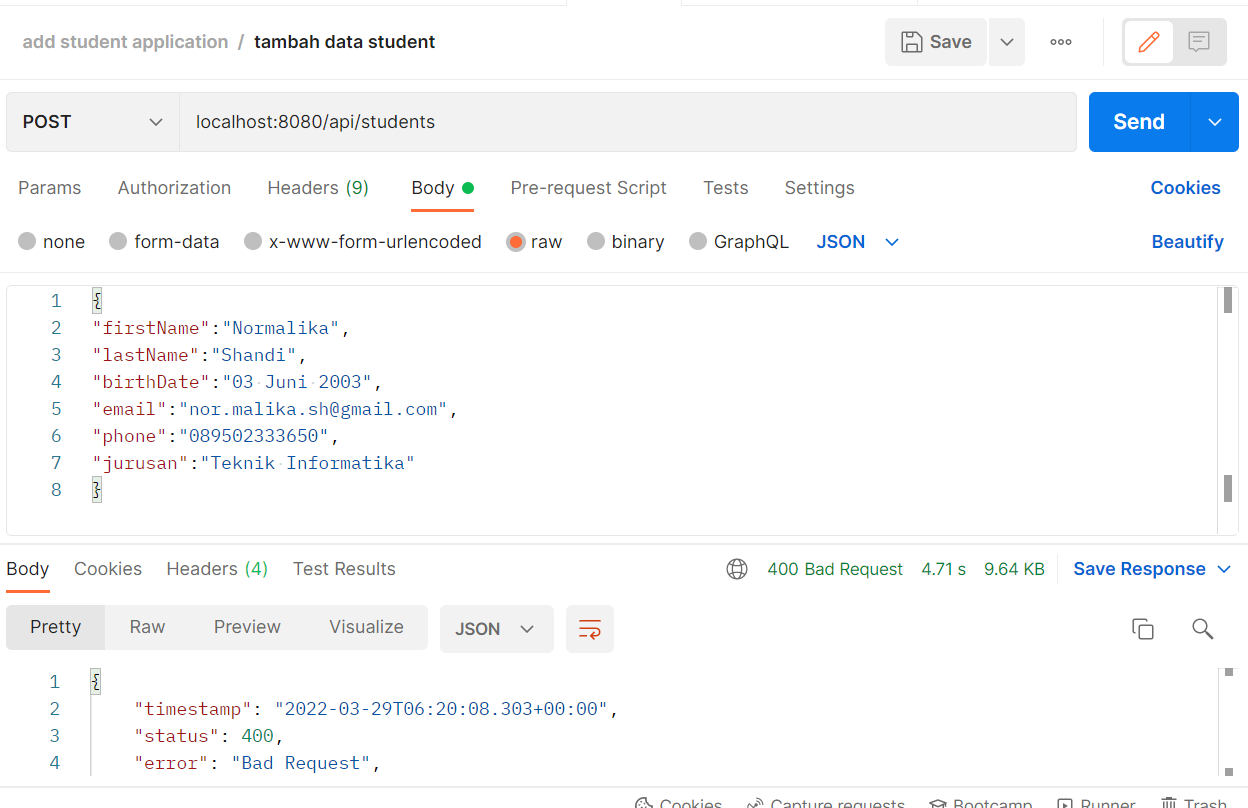 add student application / tambah data student Save
POST localhost:8080/api/students Send
Params Authorization Headers (9) Body Pre-request Script Tests Settings Cookies
none form-data x-www-form-urlencoded raw binary GraphQL JSON Beautify
1 {
2 "firstName":"Normalika",
3 "lastName":"Shandi",
4 "birthDate":"03 Juni 2003",
5 "email":"nor.malika.sh@gmail.com",
6 "phone":"089502333650",
7 "jurusan":"Teknik Informatika"
8 }
Body Cookies Headers (4) Test Results 400 Bad Request 4.71 s 9.64 KB Save Response
Pretty Raw Preview Visualize JSON
1 {
2 "timestamp": "2022-03-29T06:20:08.303+00:00",
3 "status": 400,
4 "error": "Bad Request",
Cookies Capture requests Bootcamp Runner Trash